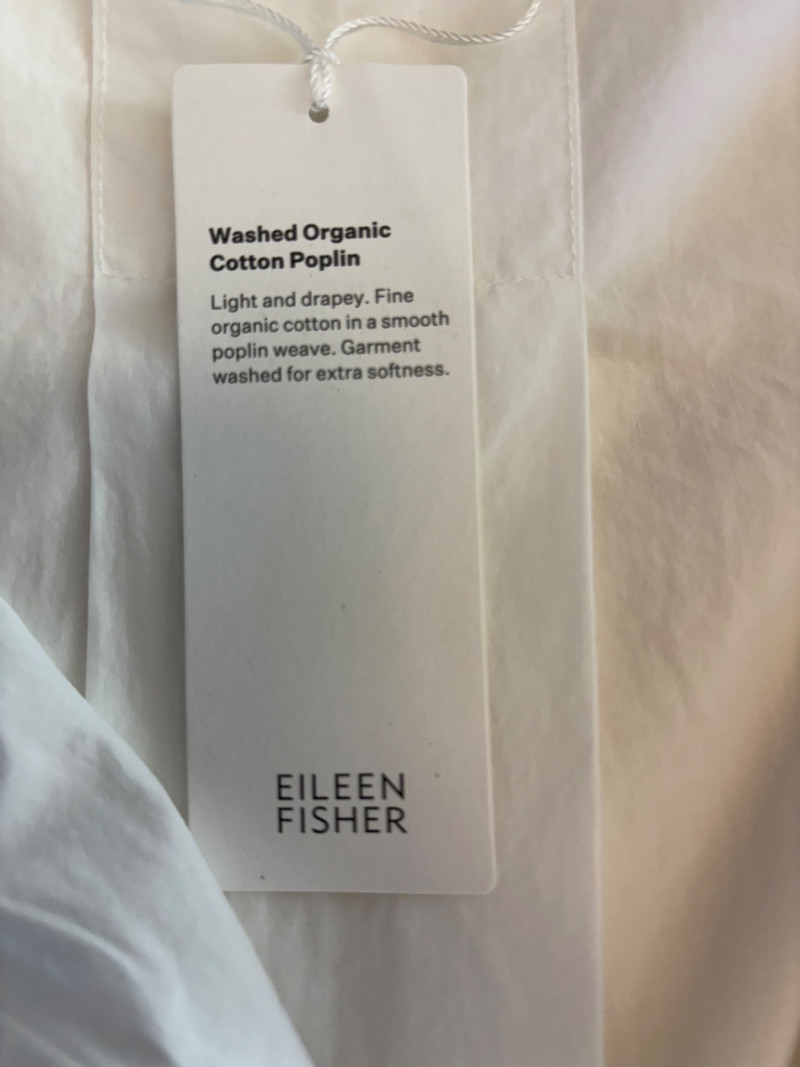 Washed Organic
Cotton Poplin
Light and drapey. Fine
organic cotton in a smooth
poplin weave. Garment
washed for extra softness.
EILEEN
FISHER